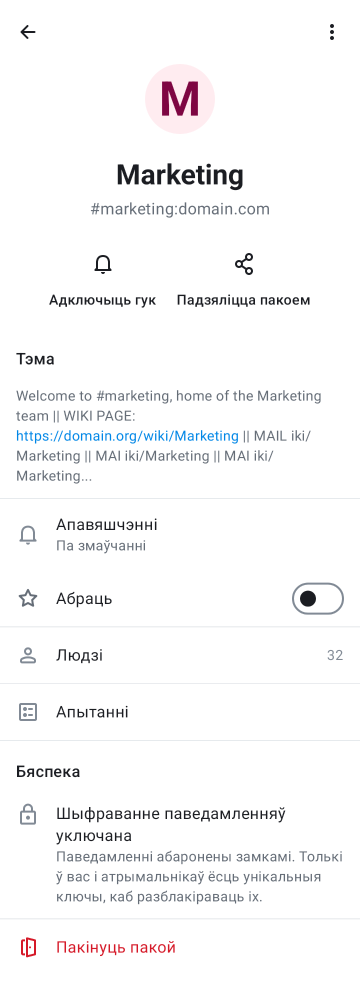 M
Marketing
#marketing:domain.com
Адключыць гук
Падзяліцца пакоем
Тэма
Welcome to #marketing, home of the Marketing
team || WIKI PAGE:
https://domain.org/wiki/Marketing || MAIL iki/
Marketing || MAI iki/Marketing || MAI iki/
Marketing...
Апавяшчэнні
Па змаўчанні
Абраць
Людзі 32
Апытанні
Бяспека
Шыфраванне паведамленняў
уключана
Паведамленні абаронены замкамі. Толькі
ў вас і атрымальнікаў ёсць унікальныя
ключы, каб разблакіраваць іх.
Пакінуць пакой